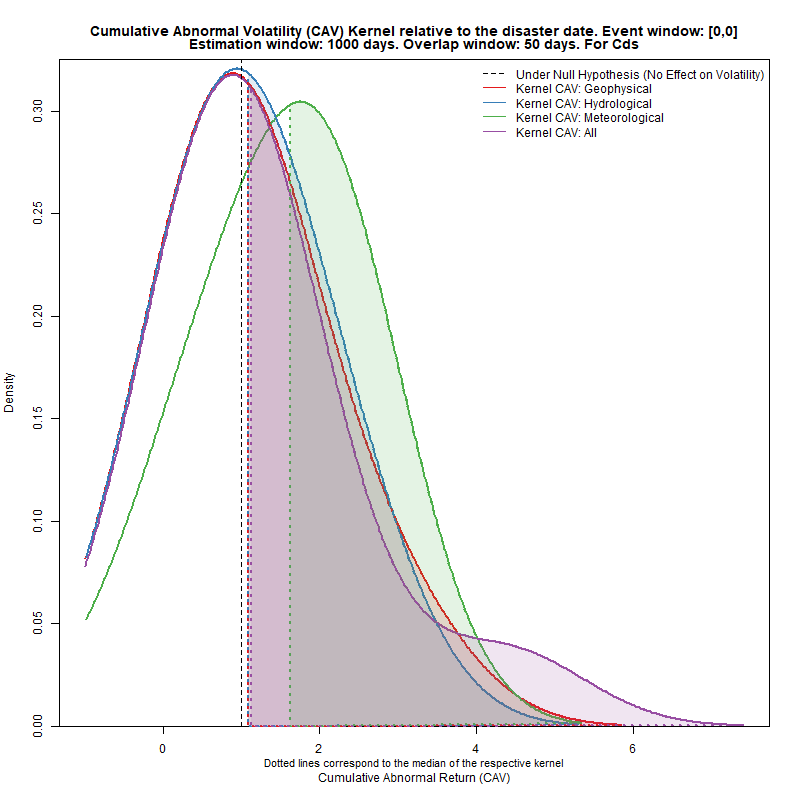 Cumulative Abnormal Volatility (CAV) Kernel relative to the disaster date. Event window: [0,0]
Estimation window: 1000 days. Overlap window: 50 days. For Cds
Under Null Hypothesis (No Effect on Volatility)
Kernel CAV: Geophysical
Kernel CAV: Hydrological
Kernel CAV: Meteorological
Kernel CAV: All
0.30
0.25
0.20
0.15
0.10
0.05
0.00
Density
0 2 4 6
Dotted lines correspond to the median of the respective kernel
Cumulative Abnormal Return (CAV)